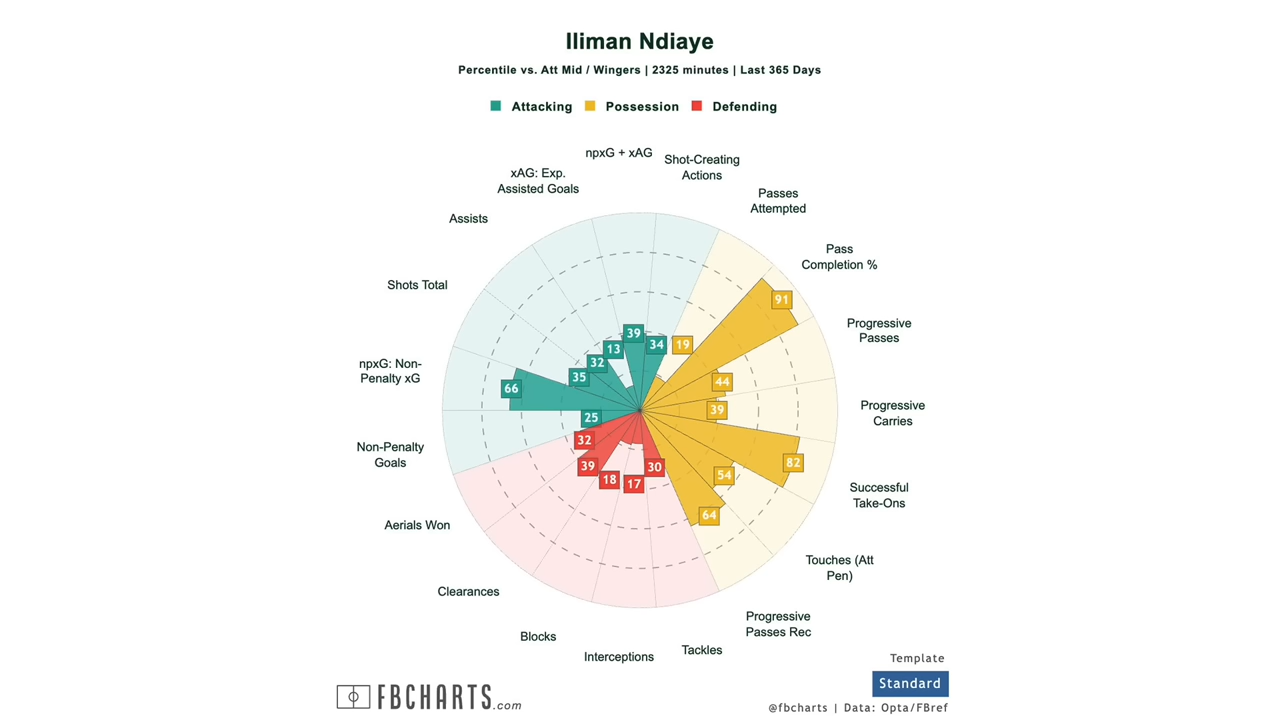 Iliman Ndiaye
Percentile vs. Att Mid / Wingers | 2325 minutes | Last 365 Days
Attacking Possession Defending
npxG + xAG
Shot-Creating
Actions
xAG: Exp.
Assisted Goals
Passes
Attempted
Assists
Pass
Completion %
Shots Total
Progressive
Passes
npxG: Non-
Penalty xG
Progressive
Carries
Non-Penalty
Goals
Successful
Take-Ons
Aerials Won
Touches (Att
Pen)
Clearances
Progressive
Passes Rec
Blocks
Interceptions
Tackles
91
39
34
19
13
32
35
44
66
39
25
32
82
39
30
54
18
17
64
Template
Standard
FBCHARTS.com
@fbcharts | Data: Opta/FBref